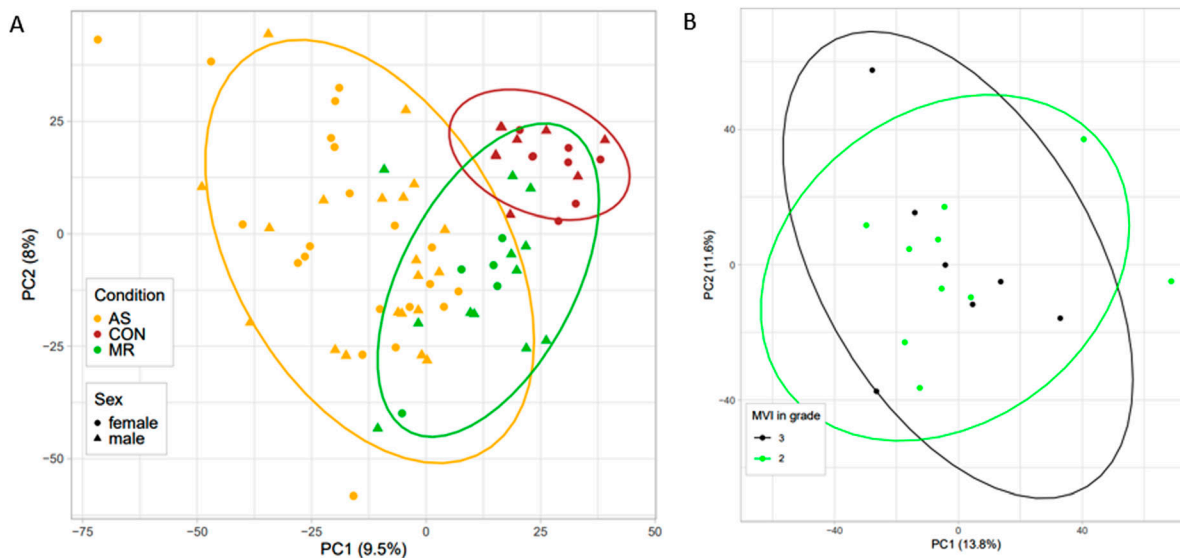 A
25
0
−25
−50
PC2 (8%)
Condition
AS
CON
MR
Sex
female
male
−75
−50
−25
0
25
50
PC1 (9.5%)
B
40
0
−40
PC2 (11.6%)
MVI in grade
3
2
−40
0
40
PC1 (13.8%)